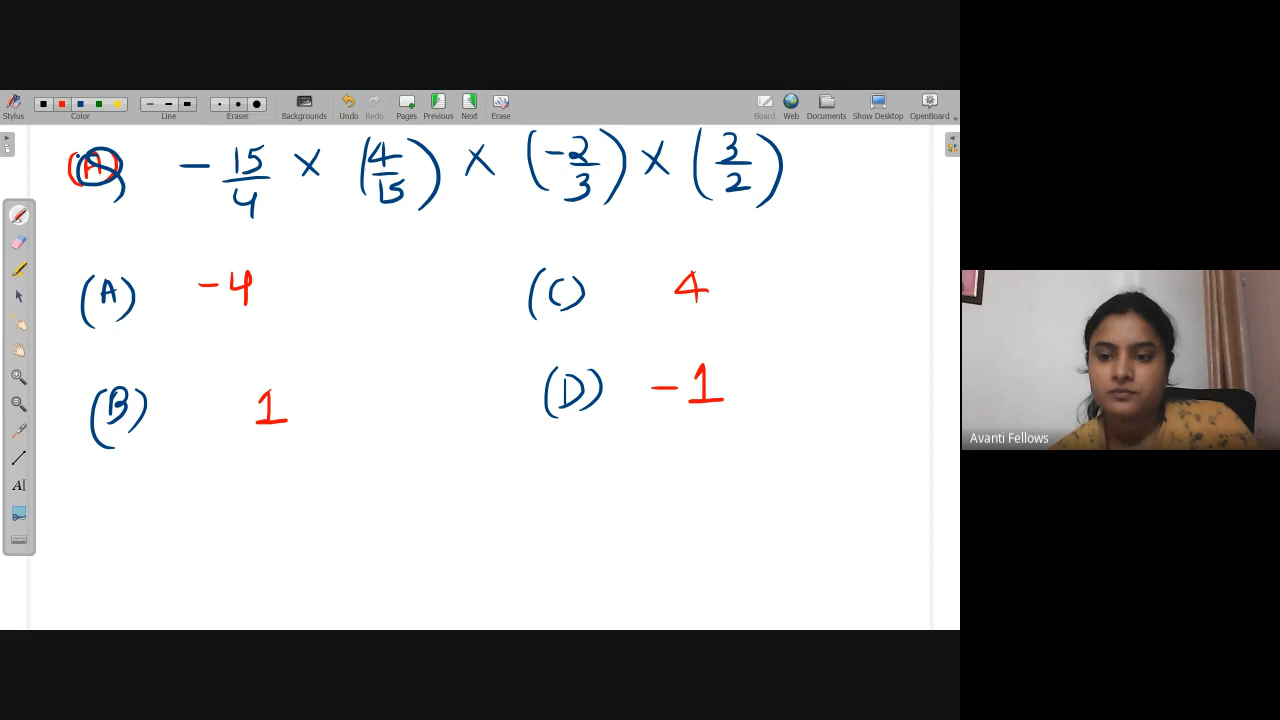 Stylus Color Line Eraser Backgrounds Undo Redo Pages Previous Next Erase Board Web Documents Show Desktop OpenBoard
- 15/4 × (4/15) × (-2/3) × (3/2)
(A) -4 (C) 4
(B) 1 (D) -1
Avanti Fellows